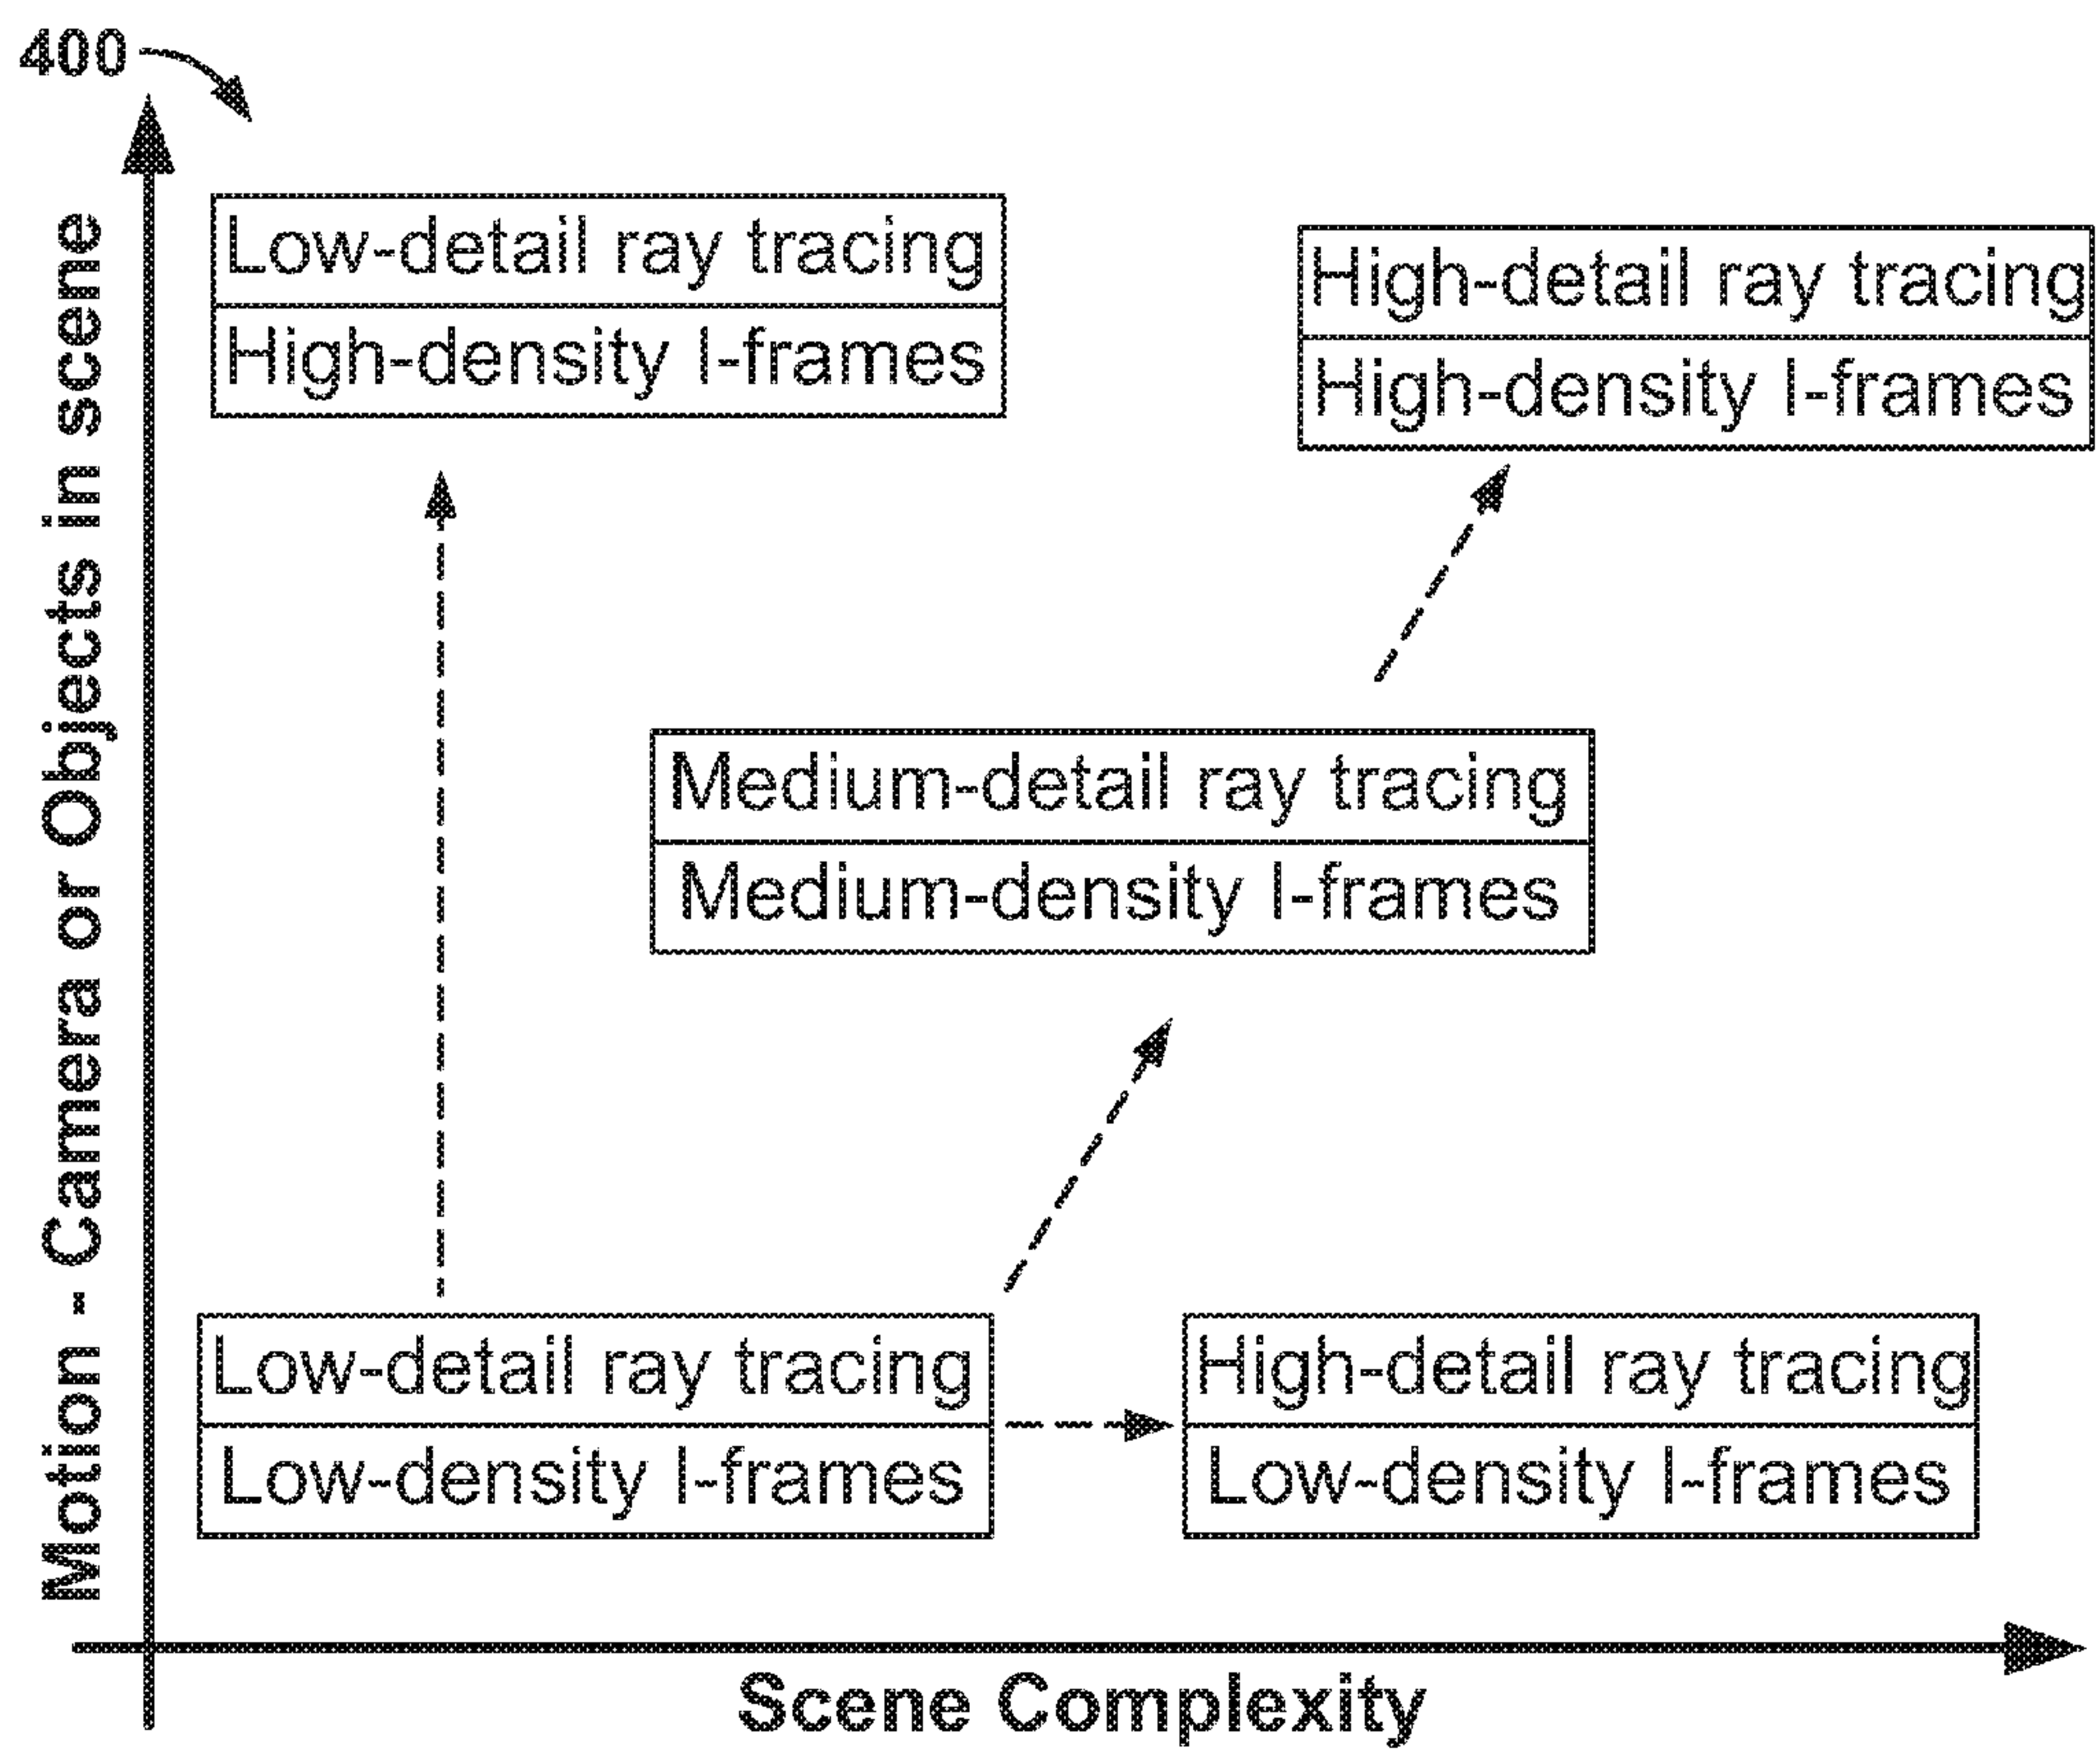 400
Motion - Camera or Objects in scene
Low-detail ray tracing
High-density I-frames
High-detail ray tracing
High-density I-frames
Medium-detail ray tracing
Medium-density I-frames
Low-detail ray tracing
Low-density I-frames
High-detail ray tracing
Low-density I-frames
Scene Complexity